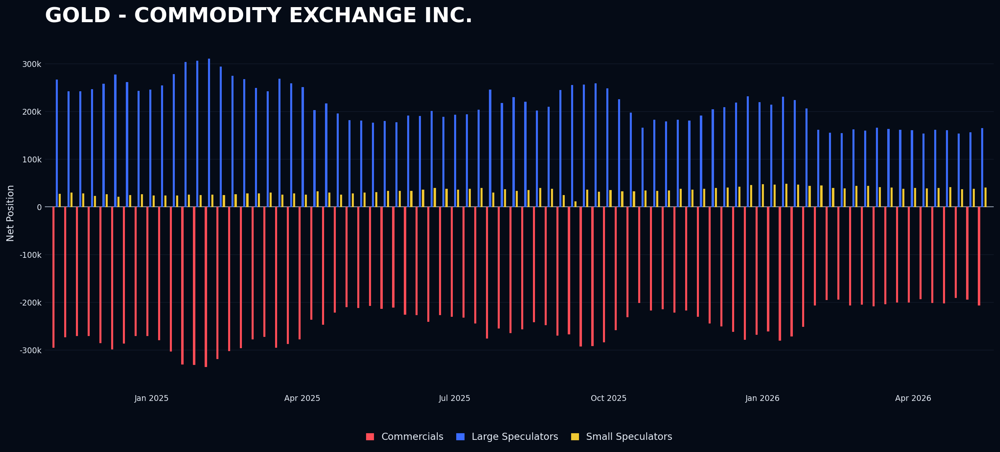 GOLD - COMMODITY EXCHANGE INC.
300k
200k
100k
0
-100k
-200k
-300k
Net Position
Jan 2025 Apr 2025 Jul 2025 Oct 2025 Jan 2026 Apr 2026
Commercials Large Speculators Small Speculators